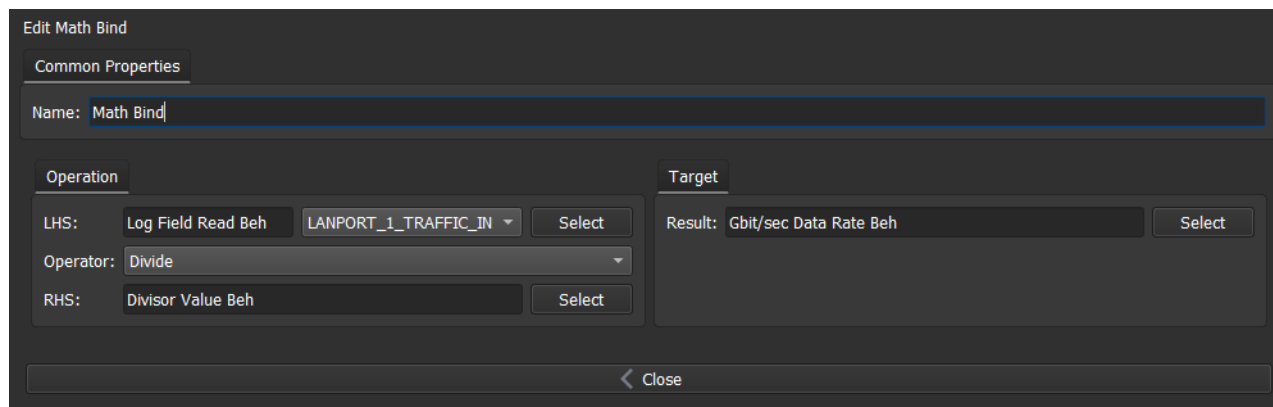 Edit Math Bind
Common Properties
Name: Math Bind
Operation
LHS: Log Field Read Beh LANPORT_1_TRAFFIC_IN Select
Operator: Divide
RHS: Divisor Value Beh Select
Target
Result: Gbit/sec Data Rate Beh Select
Close